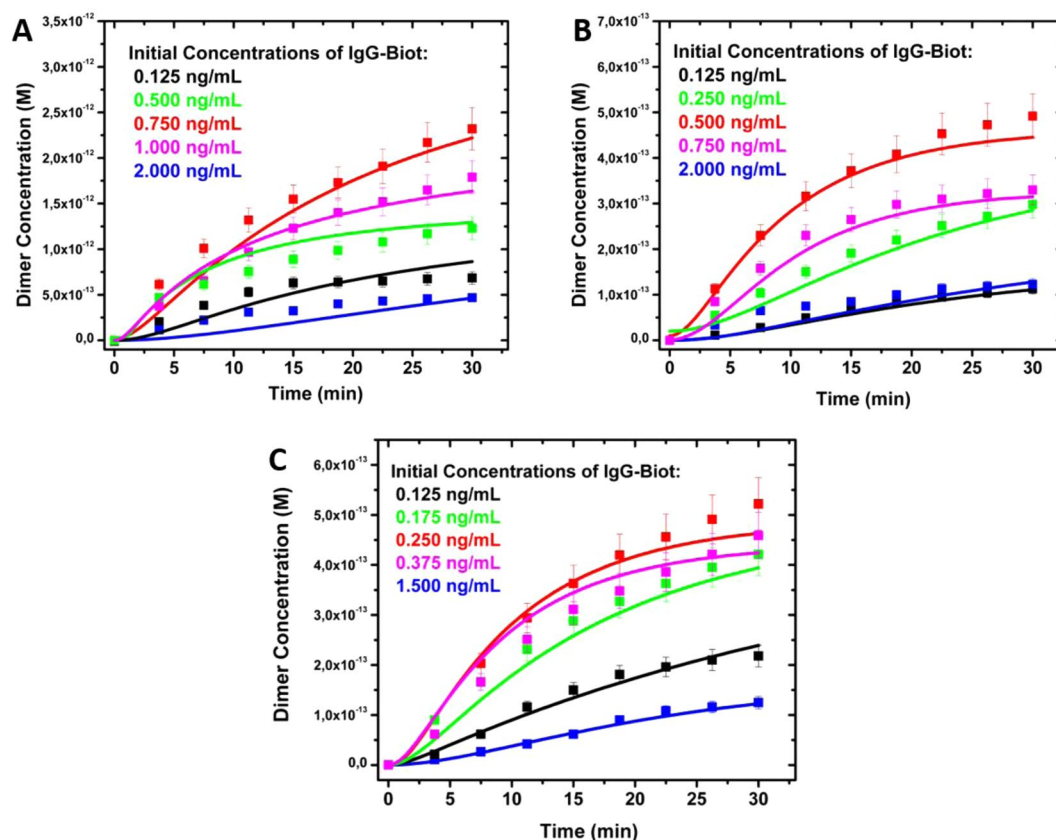 A
Initial Concentrations of IgG-Biot:
0.125 ng/mL
0.500 ng/mL
0.750 ng/mL
1.000 ng/mL
2.000 ng/mL
3,5x10⁻¹²
3,0x10⁻¹²
2,5x10⁻¹²
2,0x10⁻¹²
1,5x10⁻¹²
1,0x10⁻¹²
5,0x10⁻¹³
0,0
Dimer Concentration (M)
0 5 10 15 20 25 30
Time (min)
B
Initial Concentrations of IgG-Biot:
0.125 ng/mL
0.250 ng/mL
0.500 ng/mL
0.750 ng/mL
2.000 ng/mL
7,0x10⁻¹³
6,0x10⁻¹³
5,0x10⁻¹³
4,0x10⁻¹³
3,0x10⁻¹³
2,0x10⁻¹³
1,0x10⁻¹³
0,0
Dimer Concentration (M)
0 5 10 15 20 25 30
Time (min)
C
Initial Concentrations of IgG-Biot:
0.125 ng/mL
0.175 ng/mL
0.250 ng/mL
0.375 ng/mL
1.500 ng/mL
6,0x10⁻¹³
5,0x10⁻¹³
4,0x10⁻¹³
3,0x10⁻¹³
2,0x10⁻¹³
1,0x10⁻¹³
0,0
Dimer Concentration (M)
0 5 10 15 20 25 30
Time (min)